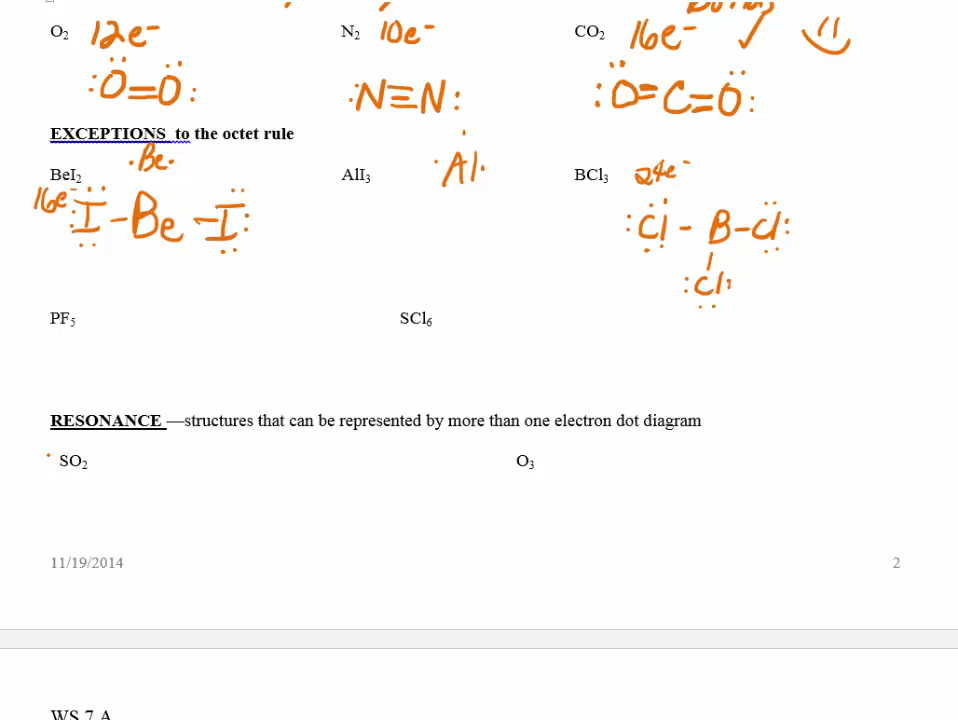 O₂ 12e⁻ N₂ 10e⁻ CO₂ 16e⁻ ✓
:O=O: :N≡N: :O=C=O:
EXCEPTIONS to the octet rule
·Be·
BeI₂ AlI₃ ·Al· BCl₃ 24e⁻
16e⁻ :I-Be-I: :Cl-B-Cl:
:Cl:
PF₅ SCl₆
RESONANCE —structures that can be represented by more than one electron dot diagram
SO₂ O₃
11/19/2014 2
WS 7 A